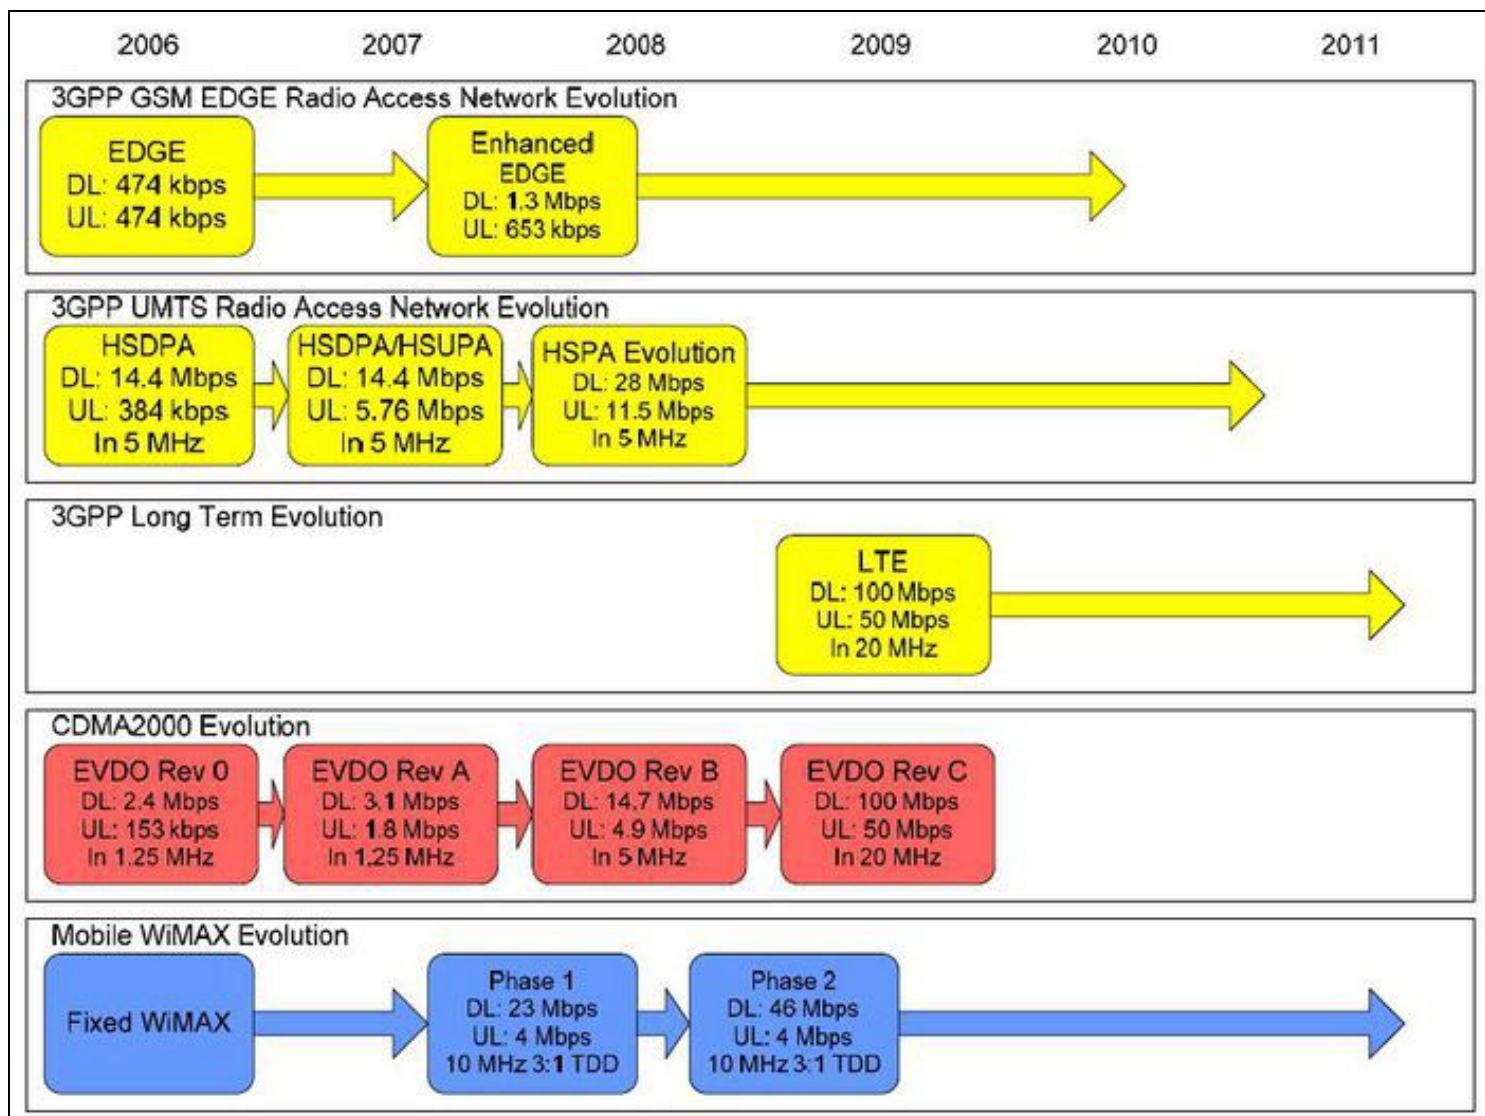 2006 2007 2008 2009 2010 2011
3GPP GSM EDGE Radio Access Network Evolution
EDGE
DL: 474 kbps
UL: 474 kbps
Enhanced
EDGE
DL: 1.3 Mbps
UL: 653 kbps
3GPP UMTS Radio Access Network Evolution
HSDPA
DL: 14.4 Mbps
UL: 384 kbps
In 5 MHz
HSDPA/HSUPA
DL: 14.4 Mbps
UL: 5.76 Mbps
In 5 MHz
HSPA Evolution
DL: 28 Mbps
UL: 11.5 Mbps
In 5 MHz
3GPP Long Term Evolution
LTE
DL: 100 Mbps
UL: 50 Mbps
In 20 MHz
CDMA2000 Evolution
EVDO Rev 0
DL: 2.4 Mbps
UL: 153 kbps
In 1.25 MHz
EVDO Rev A
DL: 3.1 Mbps
UL: 1.8 Mbps
In 1.25 MHz
EVDO Rev B
DL: 14.7 Mbps
UL: 4.9 Mbps
In 5 MHz
EVDO Rev C
DL: 100 Mbps
UL: 50 Mbps
In 20 MHz
Mobile WiMAX Evolution
Fixed WiMAX
Phase 1
DL: 23 Mbps
UL: 4 Mbps
10 MHz 3:1 TDD
Phase 2
DL: 46 Mbps
UL: 4 Mbps
10 MHz 3:1 TDD